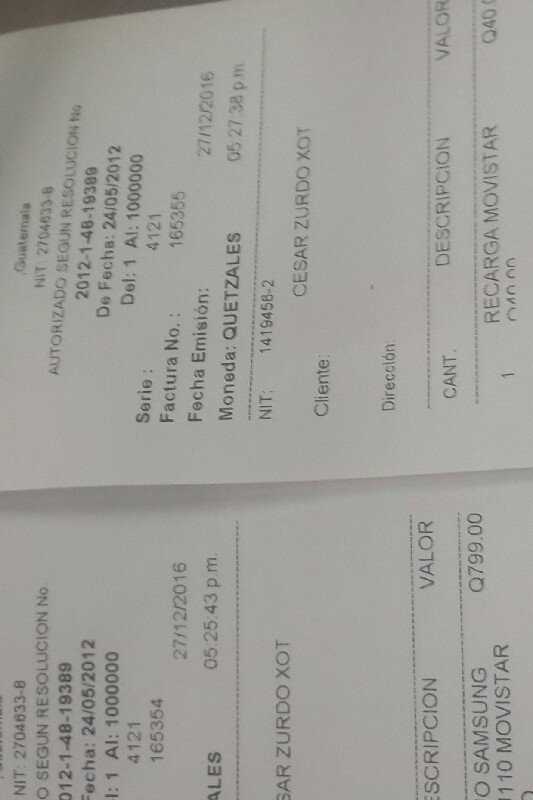 Guatemala
NIT: 2704633-8
AUTORIZADO SEGUN RESOLUCION No
2012-1-48-19389
De Fecha: 24/05/2012
Del: 1 Al: 1000000
Serie : 4121
Factura No. : 165355
Fecha Emisión: 27/12/2016
Moneda: QUETZALES 05:27:38 p.m.
NIT: 1419456-2
Cliente: CESAR ZURDO XOT
Dirección: -
CANT. DESCRIPCION VALOR
1 RECARGA MOVISTAR Q40.0
Q40.00
NIT: 2704633-8
O SEGUN RESOLUCION No
012-1-48-19389
Fecha: 24/05/2012
l: 1 Al: 1000000
4121
165354
27/12/2016
ALES 05:25:43 p.m.
SAR ZURDO XOT
ESCRIPCION VALOR
O SAMSUNG Q799.00
1110 MOVISTAR